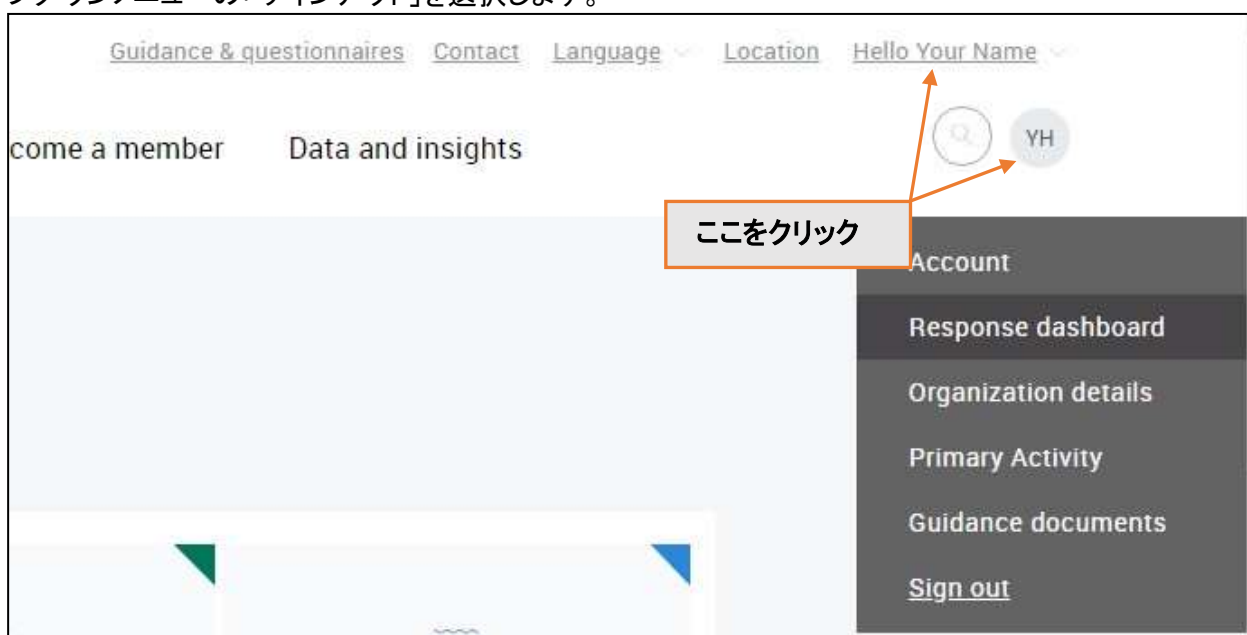 Guidance & questionnaires Contact Language Location Hello Your Name
come a member Data and insights YH
ここをクリック
Account
Response dashboard
Organization details
Primary Activity
Guidance documents
Sign out